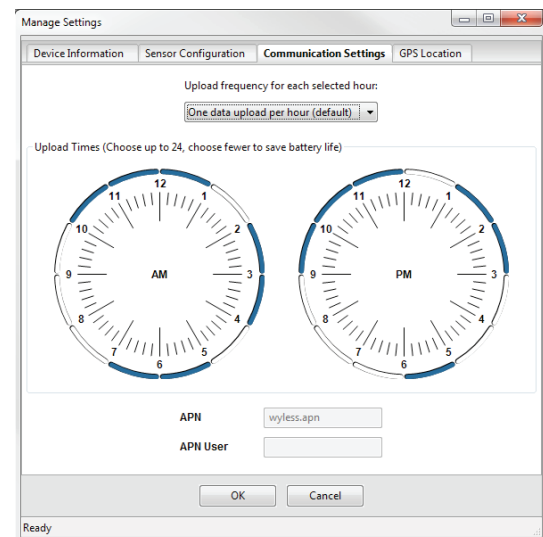 Manage Settings
Device Information Sensor Configuration Communication Settings GPS Location
Upload frequency for each selected hour:
One data upload per hour (default)
Upload Times (Choose up to 24, choose fewer to save battery life)
12
11 1
10 2
9 AM 3
8 4
7 5
6
12
11 1
10 2
9 PM 3
8 4
7 5
6
APN wyless.apn
APN User
OK Cancel
Ready